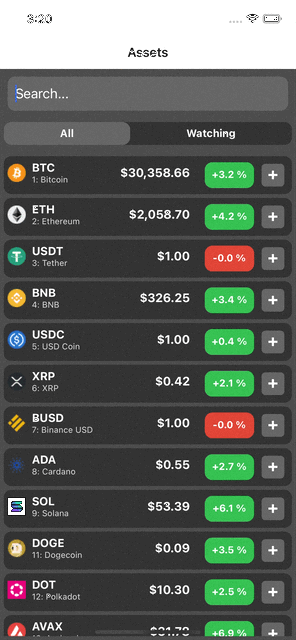 3:20
Assets
Search...
All Watching
BTC $30,358.66 +3.2 % +
1: Bitcoin
ETH $2,058.70 +4.2 % +
2: Ethereum
USDT $1.00 -0.0 % +
3: Tether
BNB $326.25 +3.4 % +
4: BNB
USDC $1.00 +0.4 % +
5: USD Coin
XRP $0.42 +2.1 % +
6: XRP
BUSD $1.00 -0.0 % +
7: Binance USD
ADA $0.55 +2.7 % +
8: Cardano
SOL $53.39 +6.1 % +
9: Solana
DOGE $0.09 +3.5 % +
11: Dogecoin
DOT $10.30 +2.5 % +
12: Polkadot
AVAX $31.78 +6.9 % +